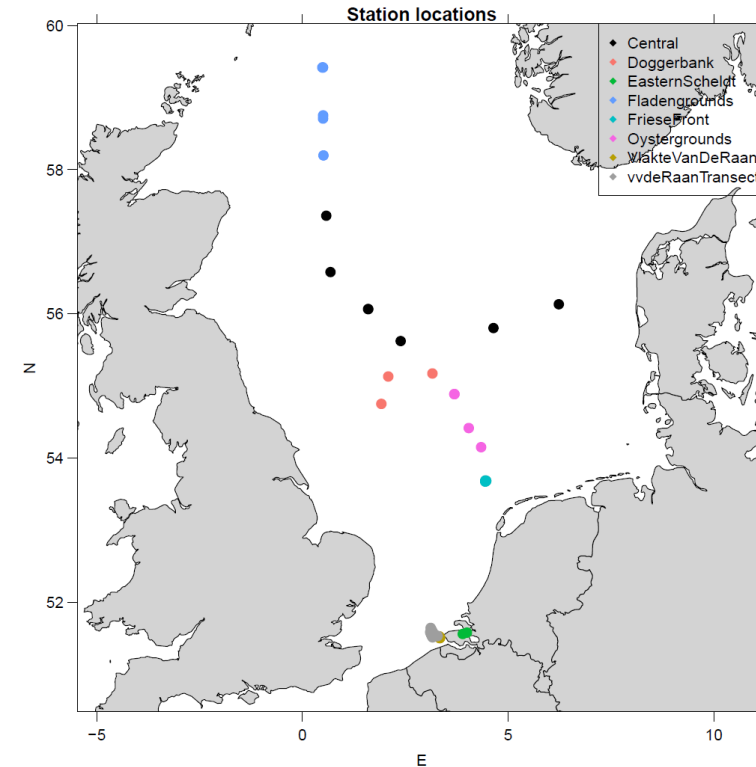 Station locations
60
58
56
54
52
N
Central
Doggerbank
EasternScheldt
Fladengrounds
FrieseFront
Oystergrounds
VlakteVanDeRaan
vvdeRaanTransect
−5
0
5
10
E